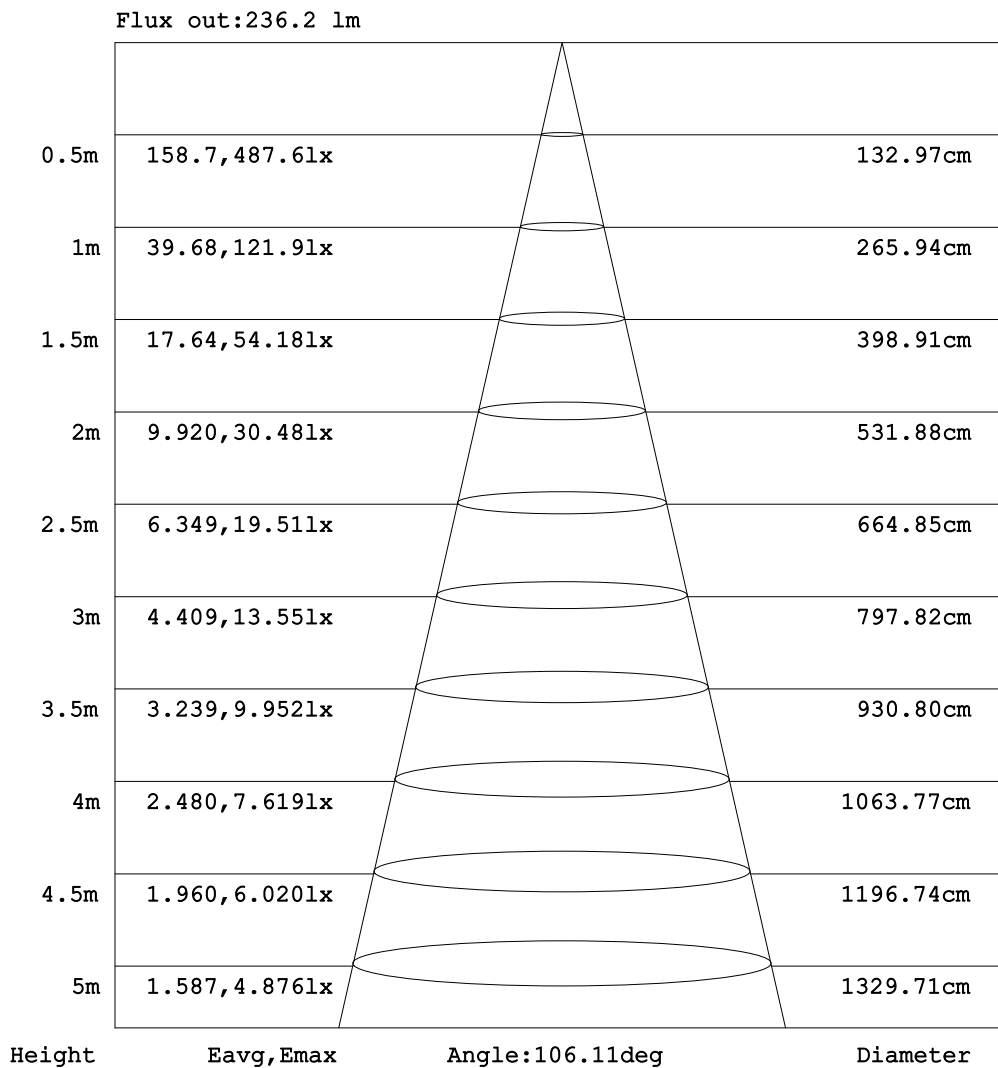 Flux out:236.2 lm
0.5m 158.7,487.6lx 132.97cm
1m 39.68,121.9lx 265.94cm
1.5m 17.64,54.18lx 398.91cm
2m 9.920,30.48lx 531.88cm
2.5m 6.349,19.51lx 664.85cm
3m 4.409,13.55lx 797.82cm
3.5m 3.239,9.952lx 930.80cm
4m 2.480,7.619lx 1063.77cm
4.5m 1.960,6.020lx 1196.74cm
5m 1.587,4.876lx 1329.71cm
Height Eavg,Emax Angle:106.11deg Diameter